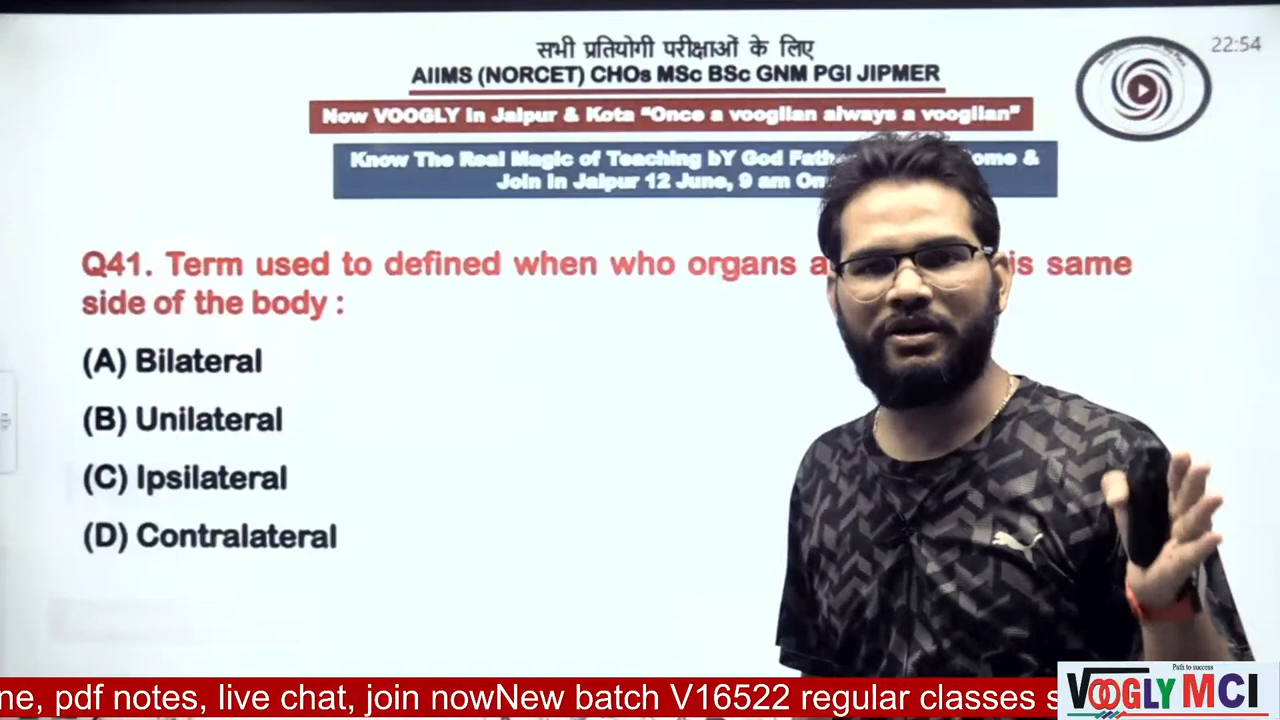 सभी प्रतियोगी परीक्षाओं के लिए
22:54
AIIMS (NORCET) CHOs MSc BSc GNM PGI JIPMER
Now VOOGLY in Jaipur & Kota “Once a vooglian always a vooglian”
Know The Real Magic of Teaching bY God &
Join in Jaipur 12 June, 9 am
Q41. Term used to defined when who organs is same
side of the body :
(A) Bilateral
(B) Unilateral
(C) Ipsilateral
(D) Contralateral
Path to success
VOOGLY MCI
pdf notes, live chat, join nowNew batch V16522 regular classes